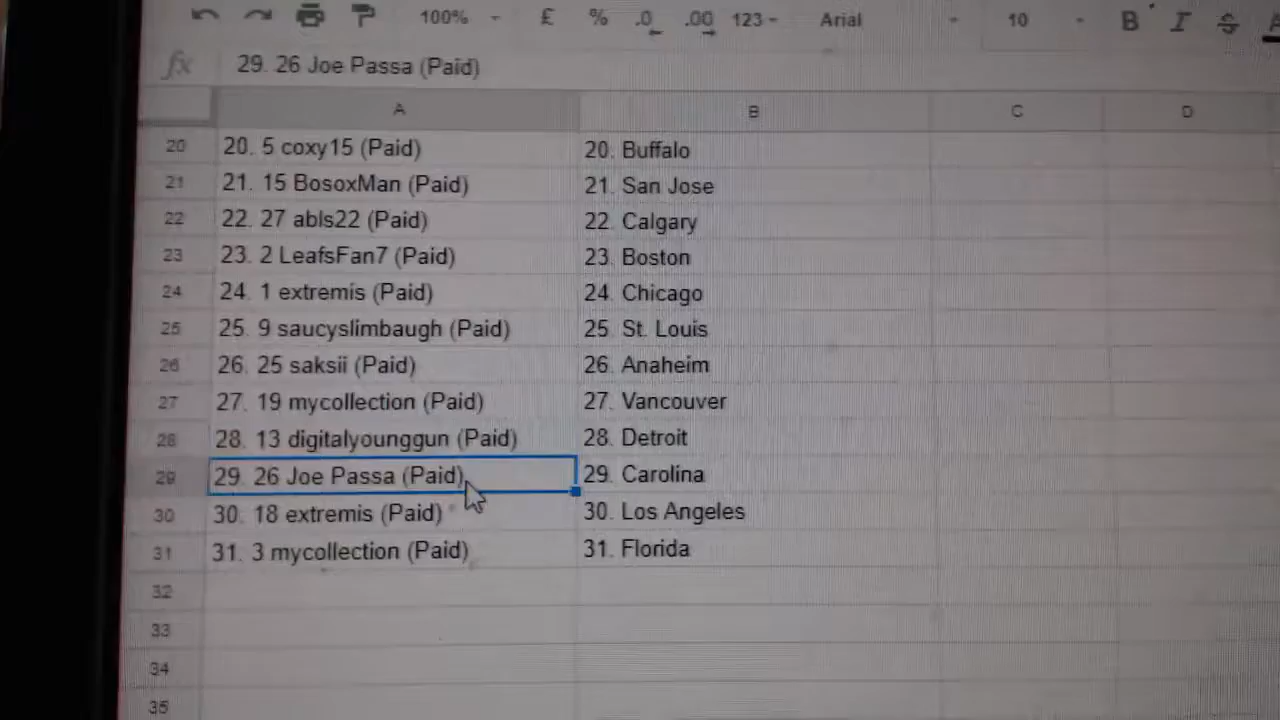 100% £ % .0 .00 123 Arial 10 B I S
fx 29. 26 Joe Passa (Paid)
A B C D
20 20. 5 coxy15 (Paid) 20. Buffalo
21 21. 15 BosoxMan (Paid) 21. San Jose
22 22. 27 abls22 (Paid) 22. Calgary
23 23. 2 LeafsFan7 (Paid) 23. Boston
24 24. 1 extremis (Paid) 24. Chicago
25 25. 9 saucyslimbaugh (Paid) 25. St. Louis
26 26. 25 saksii (Paid) 26. Anaheim
27 27. 19 mycollection (Paid) 27. Vancouver
28 28. 13 digitalyounggun (Paid) 28. Detroit
29 29. 26 Joe Passa (Paid) 29. Carolina
30 30. 18 extremis (Paid) 30. Los Angeles
31 31. 3 mycollection (Paid) 31. Florida
32
33
34
35